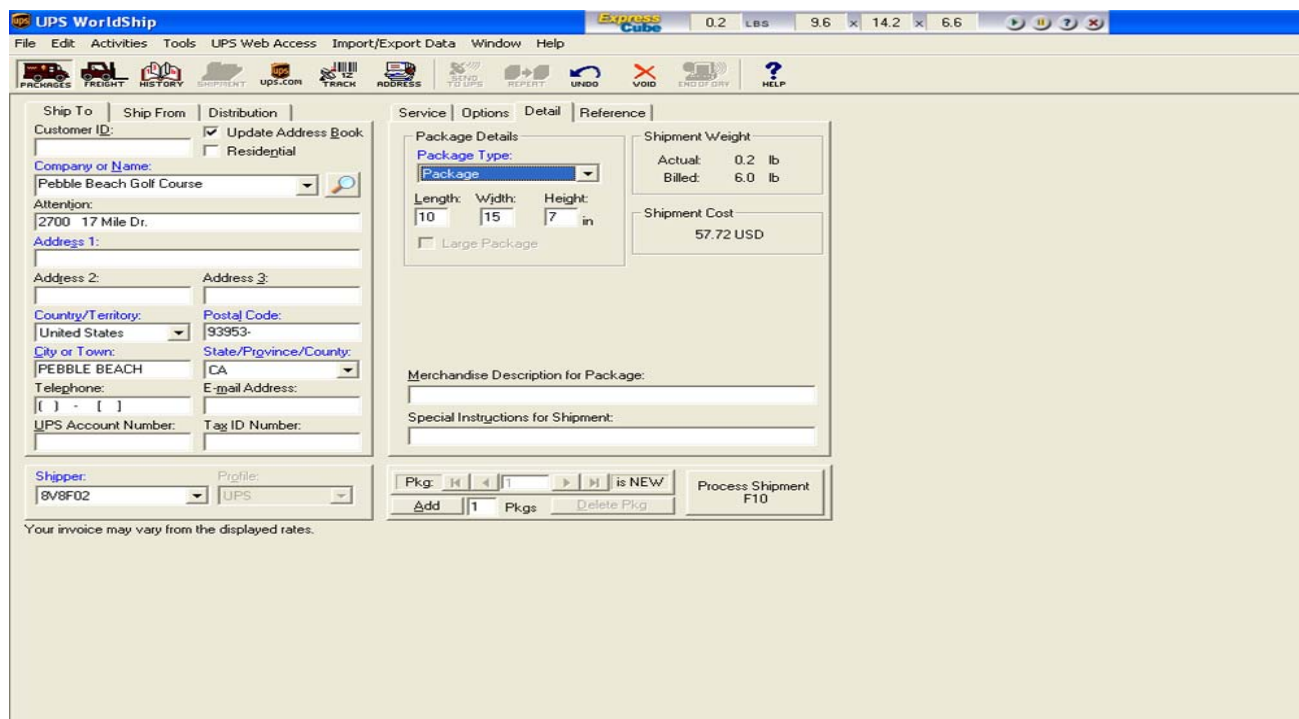 UPS WorldShip
Express Cube 0.2 LBS 9.6 x 14.2 x 6.6
File Edit Activities Tools UPS Web Access Import/Export Data Window Help
PACKAGES FREIGHT HISTORY SHIPMENT ups.com TRACK ADDRESS SEND TO UPS REPEAT UNDO VOID END OF DAY HELP
Ship To Ship From Distribution
Customer ID: Update Address Book
Residential
Company or Name:
Pebble Beach Golf Course
Attention:
2700 17 Mile Dr.
Address 1:
Address 2: Address 3:
Country/Territory: Postal Code:
United States 93953-
City or Town: State/Province/County:
PEBBLE BEACH CA
Telephone: E-mail Address:
( ) - [ ]
UPS Account Number: Tax ID Number:
Shipper: Profile:
8V8F02 UPS
Your invoice may vary from the displayed rates.
Service Options Detail Reference
Package Details
Package Type:
Package
Length: Width: Height:
10 15 7 in
Large Package
Shipment Weight
Actual: 0.2 lb
Billed: 6.0 lb
Shipment Cost
57.72 USD
Merchandise Description for Package:
Special Instructions for Shipment:
Pkg: 1 is NEW
Add 1 Pkgs Delete Pkg
Process Shipment
F10